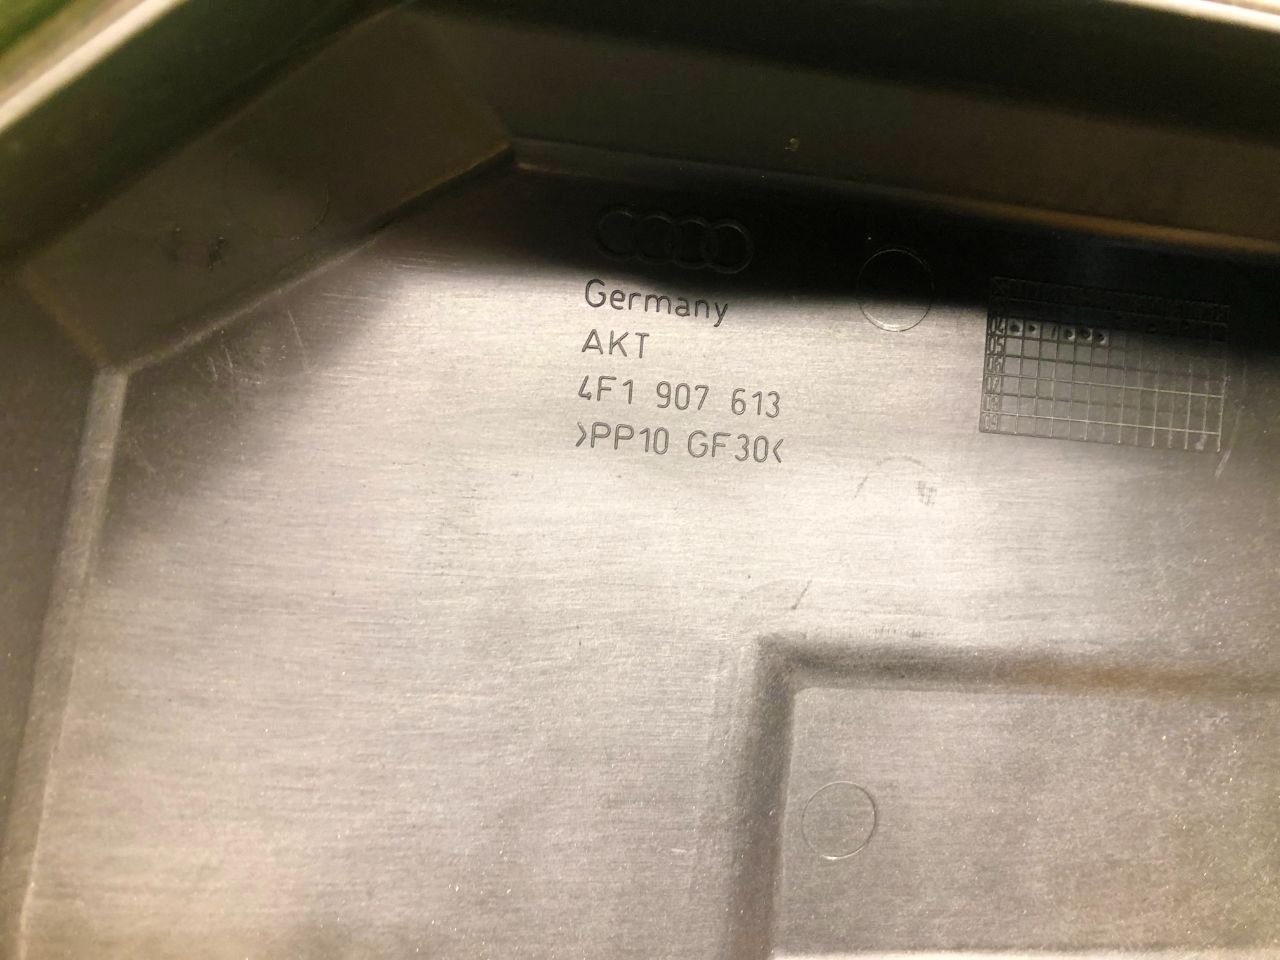 Germany
AKT
4F1 907 613
>PP10 GF30<